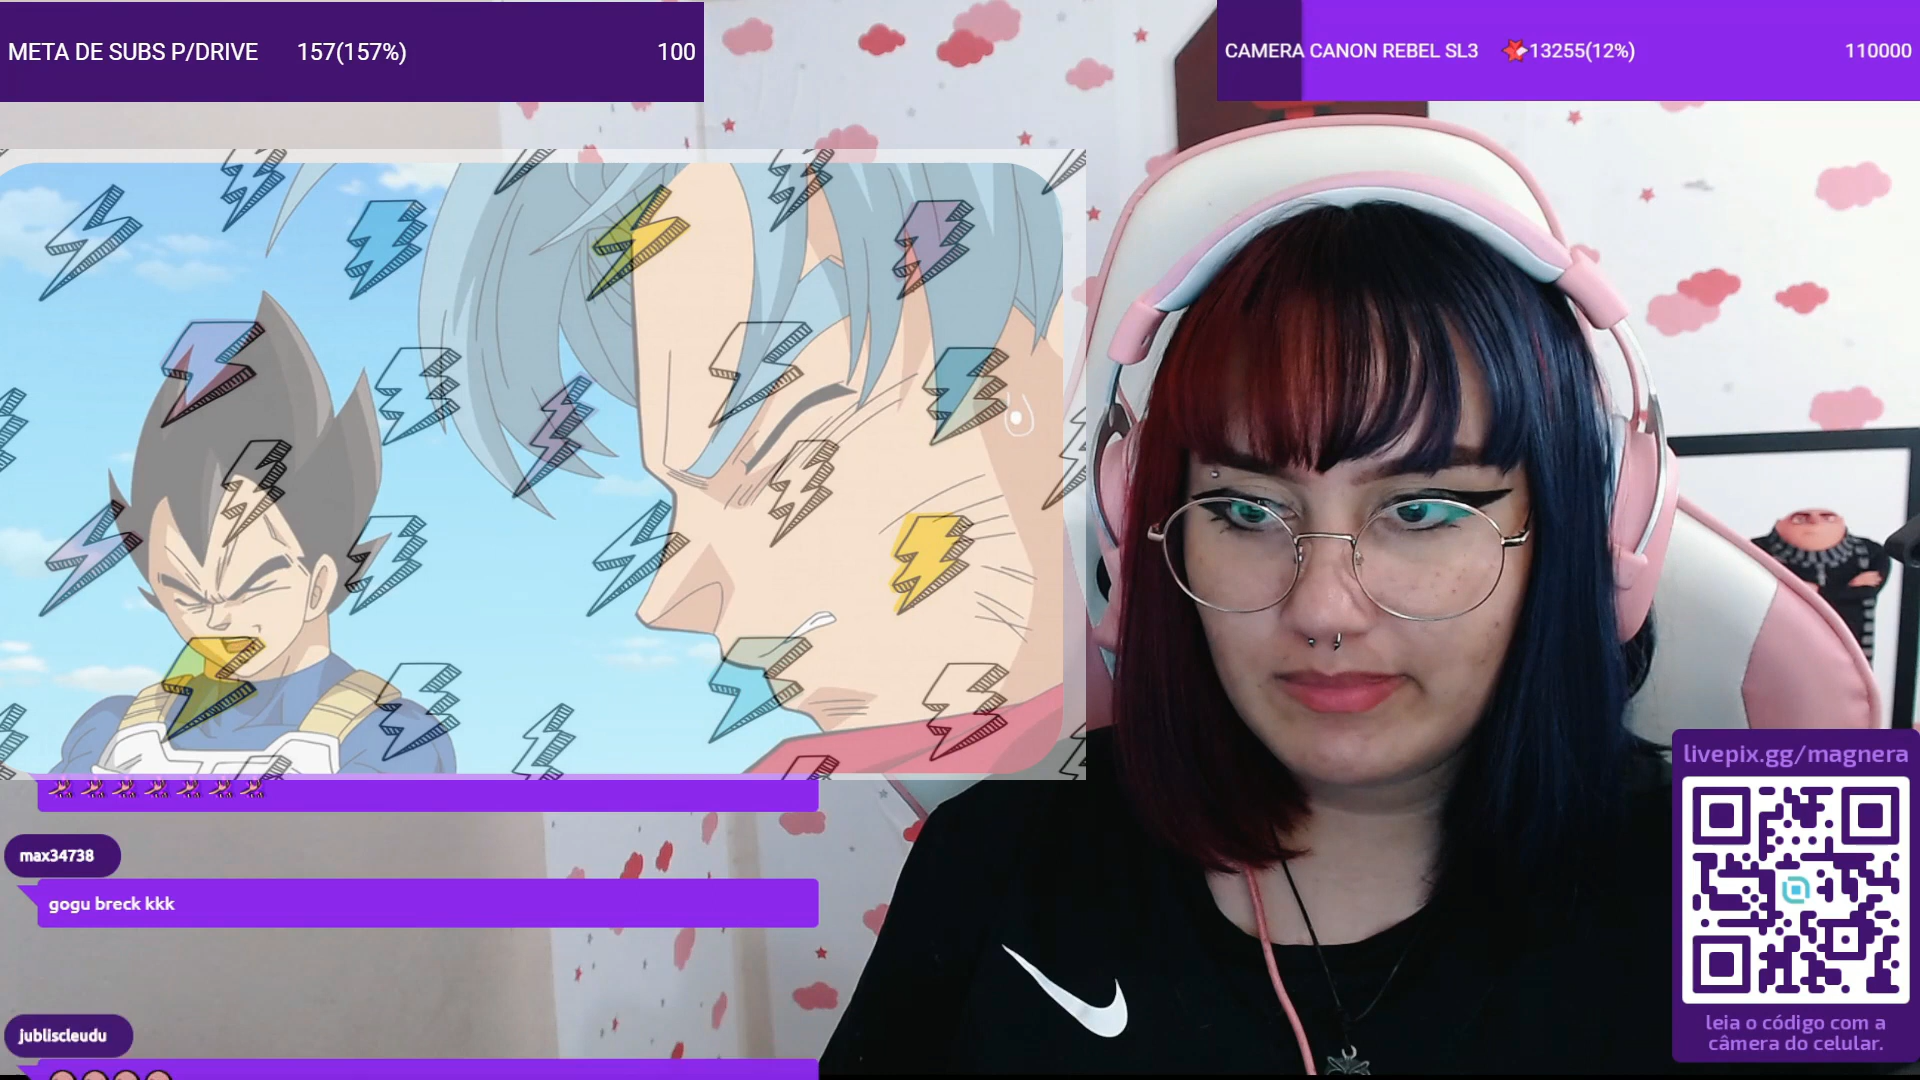 META DE SUBS P/DRIVE 157(157%) 100
CAMERA CANON REBEL SL3 13255(12%) 110000
max34738
gogu breck kkk
jubliscleudu
livepix.gg/magnera
leia o código com a
câmera do celular.